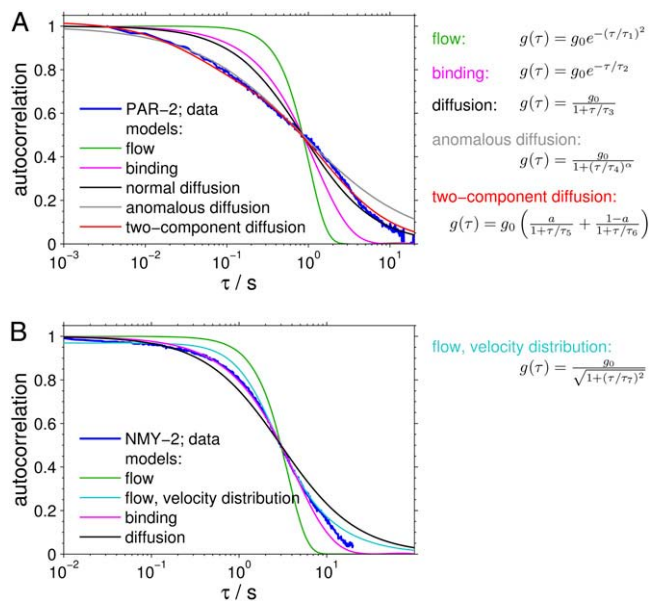 A
autocorrelation
1
0.8
0.6
0.4
0.2
0
PAR−2; data
models:
flow
binding
normal diffusion
anomalous diffusion
two−component diffusion
10⁻³ 10⁻² 10⁻¹ 10⁰ 10¹
τ / s
flow: g(τ) = g₀e^{−(τ/τ₁)²}
binding: g(τ) = g₀e^{−τ/τ₂}
diffusion: g(τ) = g₀/(1+τ/τ₃)
anomalous diffusion:
g(τ) = g₀/(1+(τ/τ₄)^α)
two−component diffusion:
g(τ) = g₀ (a/(1+τ/τ₅) + (1−a)/(1+τ/τ₆))
B
autocorrelation
1
0.8
0.6
0.4
0.2
0
NMY−2; data
models:
flow
flow, velocity distribution
binding
diffusion
10⁻² 10⁻¹ 10⁰ 10¹
τ / s
flow, velocity distribution:
g(τ) = g₀/√(1+(τ/τ₇)²)